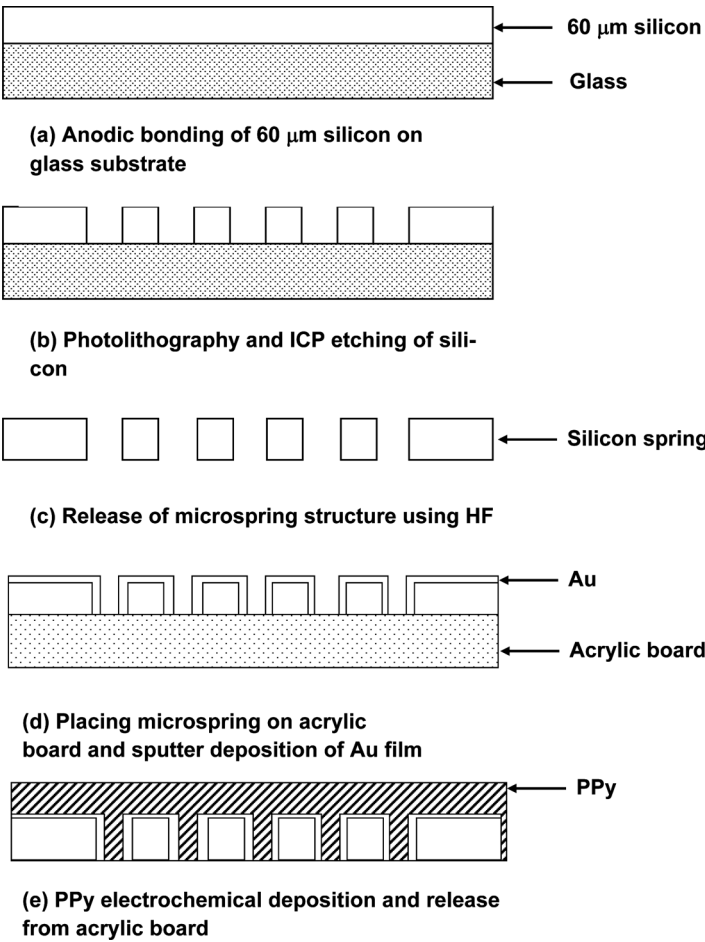 60 μm silicon
Glass
(a) Anodic bonding of 60 μm silicon on
glass substrate
(b) Photolithography and ICP etching of sili-
con
Silicon spring
(c) Release of microspring structure using HF
Au
Acrylic board
(d) Placing microspring on acrylic
board and sputter deposition of Au film
PPy
(e) PPy electrochemical deposition and release
from acrylic board